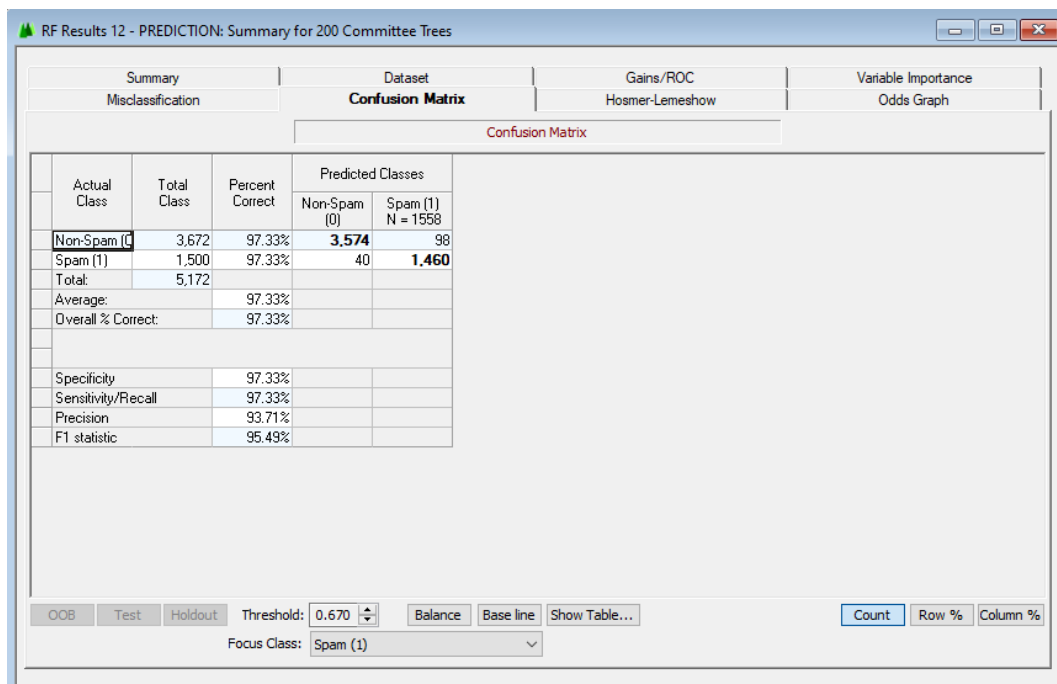 RF Results 12 - PREDICTION: Summary for 200 Committee Trees
Summary Dataset Gains/ROC Variable Importance
Misclassification Confusion Matrix Hosmer-Lemeshow Odds Graph
Confusion Matrix
Actual Class Total Class Percent Correct Predicted Classes
Non-Spam (0) Spam (1) N = 1558
Non-Spam (0 3,672 97.33% 3,574 98
Spam (1) 1,500 97.33% 40 1,460
Total: 5,172
Average: 97.33%
Overall % Correct: 97.33%
Specificity 97.33%
Sensitivity/Recall 97.33%
Precision 93.71%
F1 statistic 95.49%
OOB Test Holdout Threshold: 0.670 Balance Base line Show Table... Count Row % Column %
Focus Class: Spam (1)